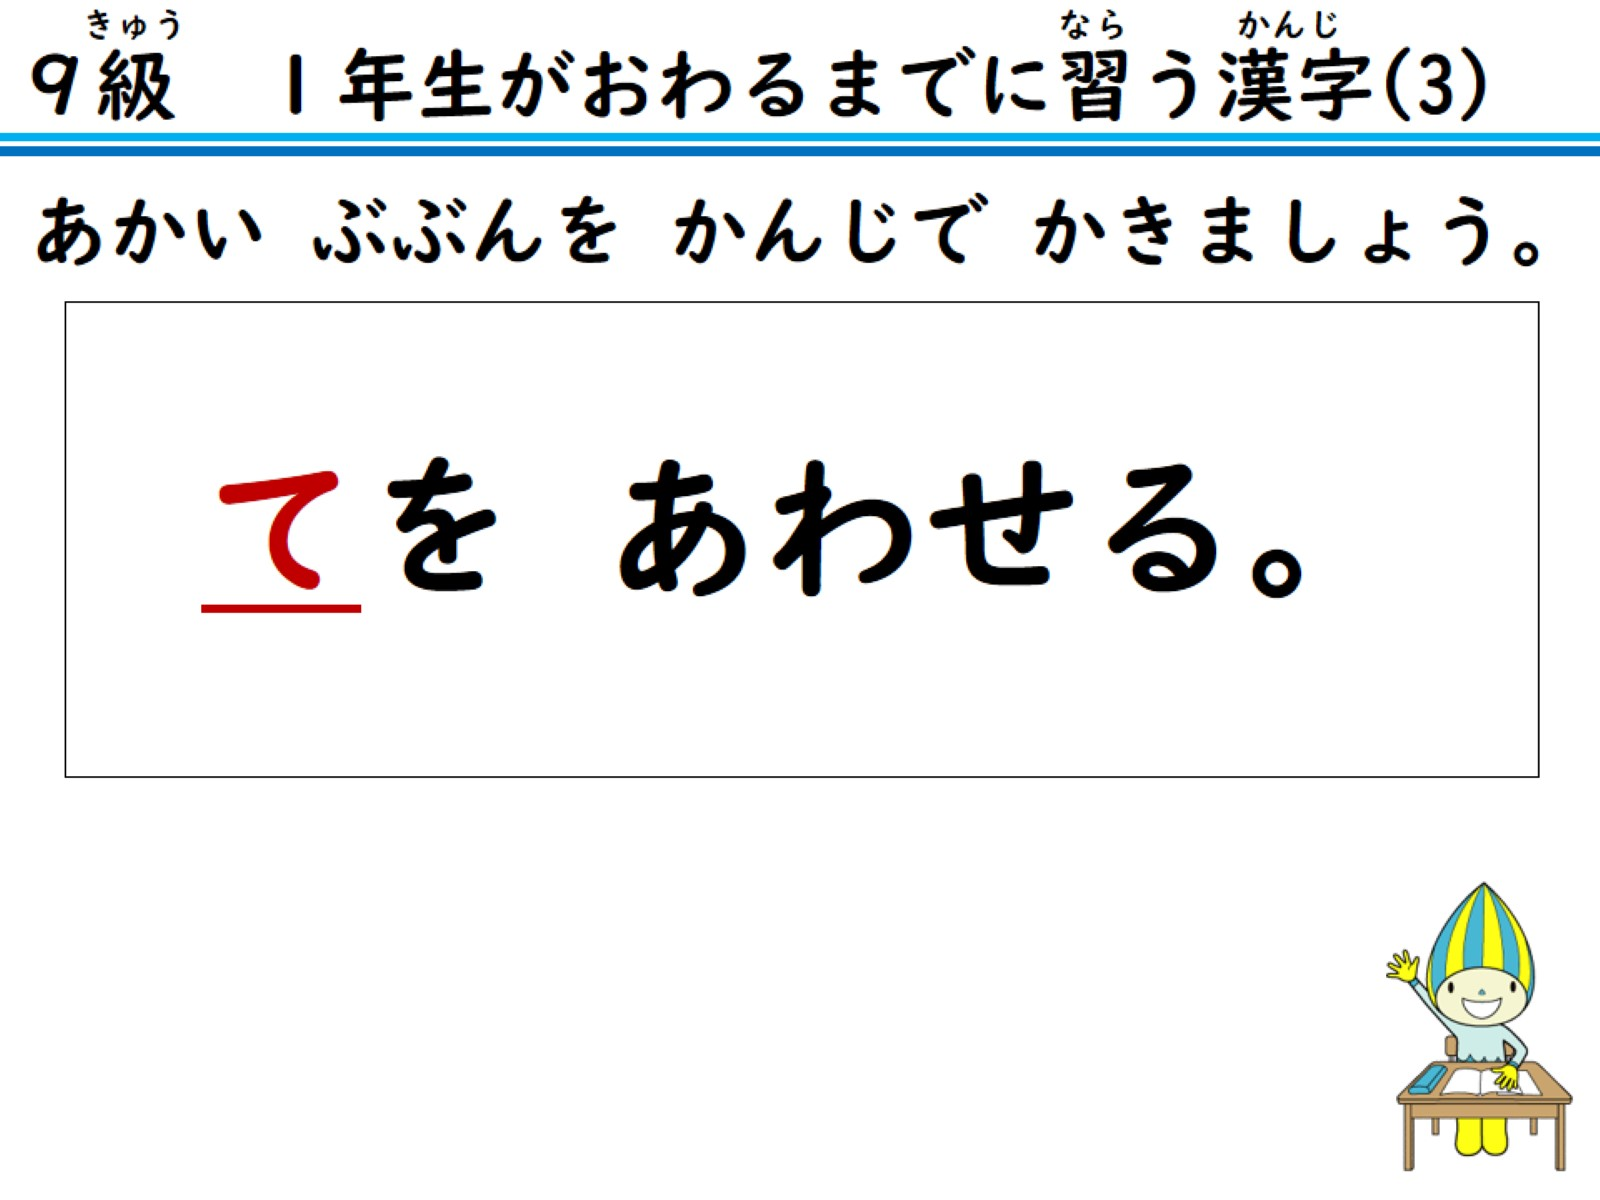 きゅう なら かんじ
9級 1年生がおわるまでに習う漢字(3)
あかい ぶぶんを かんじで かきましょう。
てを あわせる。